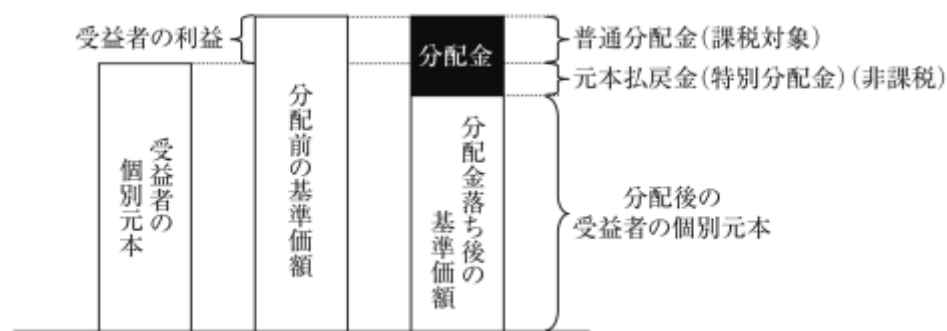 受益者の利益
分配金
普通分配金(課税対象)
元本払戻金(特別分配金)(非課税)
受益者の
個別元本
分配前の基準価額
分配金落ち後の
基準価額
分配後の
受益者の個別元本